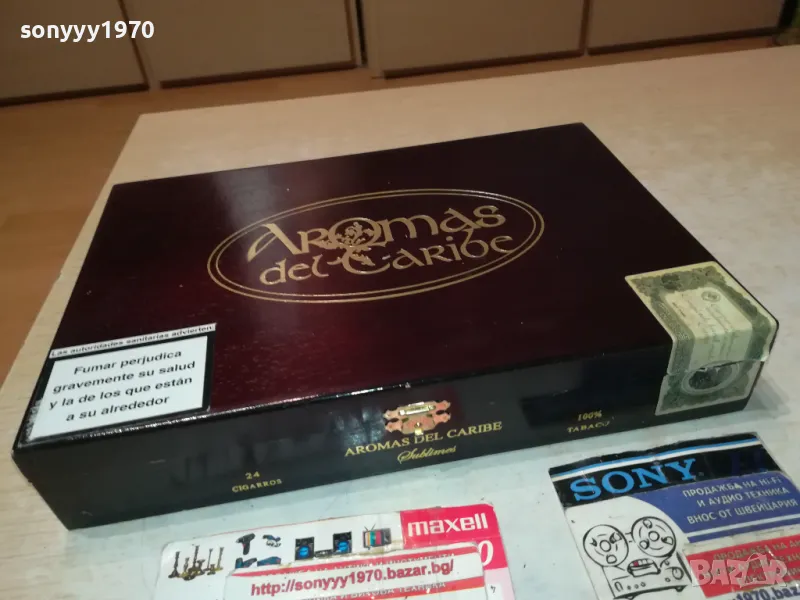 sonyyy1970
AROMAS
del CARIBE
Las autoridades sanitarias advierten
Fumar perjudica
gravemente su salud
y la de los que están
a su alrededor
24
CIGARROS
AROMAS DEL CARIBE
Sublimes
100%
TABACO
maxell
http://sonyyy1970.bazar.bg/
SONY
ПРОДАЖБА НА HI-FI
И АУДИО ТЕХНИКА
ВНОС ОТ ШВЕЙЦАРИЯ
1970.baza
BAZAR